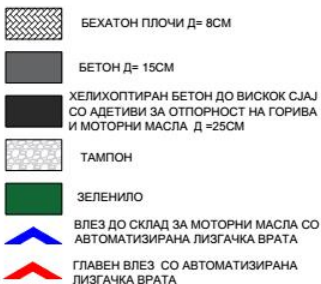 БЕХАТОН ПЛОЧИ Д= 8СМ
БЕТОН Д= 15СМ
ХЕЛИХОПТИРАН БЕТОН ДО ВИСКОК СЈАЈ
СО АДЕТИВИ ЗА ОТПОРНОСТ НА ГОРИВА
И МОТОРНИ МАСЛА Д =25СМ
ТАМПОН
ЗЕЛЕНИЛО
ВЛЕЗ ДО СКЛАД ЗА МОТОРНИ МАСЛА СО
АВТОМАТИЗИРАНА ЛИЗГАЧКА ВРАТА
ГЛАВЕН ВЛЕЗ СО АВТОМАТИЗИРАНА
ЛИЗГАЧКА ВРАТА